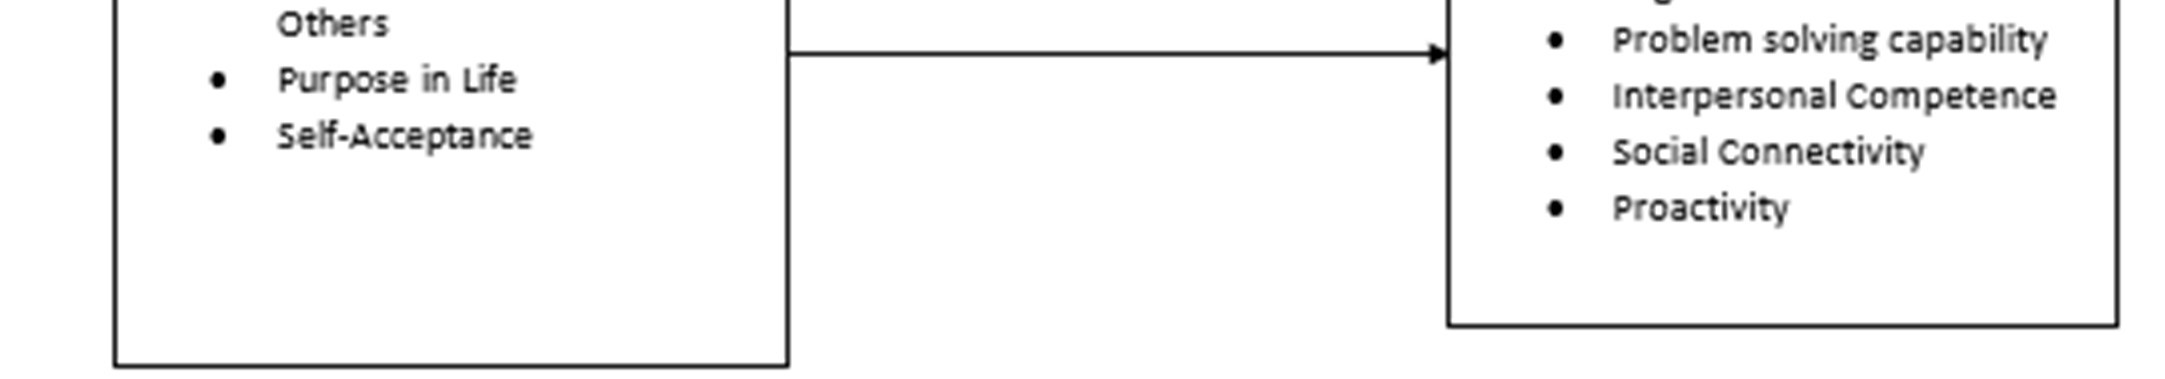 Others
• Purpose in Life
• Self-Acceptance
• Problem solving capability
• Interpersonal Competence
• Social Connectivity
• Proactivity